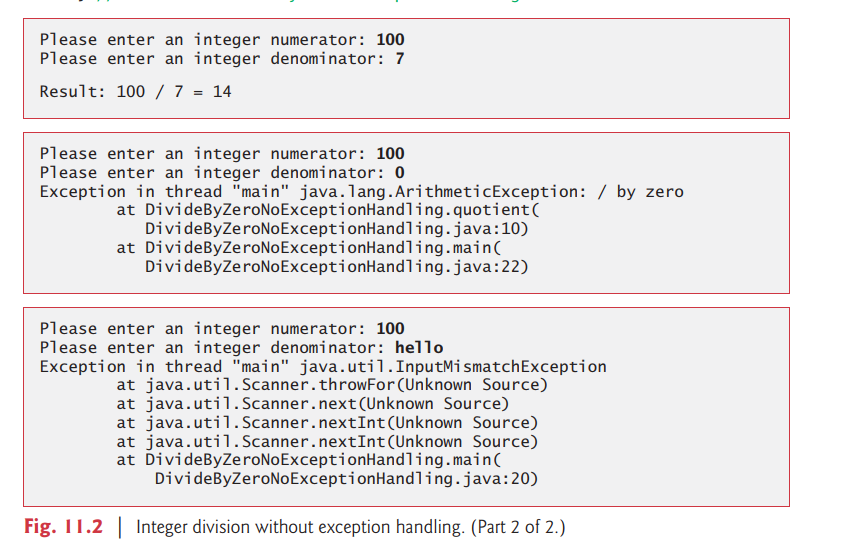 Please enter an integer numerator: 100
Please enter an integer denominator: 7
Result: 100 / 7 = 14
Please enter an integer numerator: 100
Please enter an integer denominator: 0
Exception in thread "main" java.lang.ArithmeticException: / by zero
at DivideByZeroNoExceptionHandling.quotient(
DivideByZeroNoExceptionHandling.java:10)
at DivideByZeroNoExceptionHandling.main(
DivideByZeroNoExceptionHandling.java:22)
Please enter an integer numerator: 100
Please enter an integer denominator: hello
Exception in thread "main" java.util.InputMismatchException
at java.util.Scanner.throwFor(Unknown Source)
at java.util.Scanner.next(Unknown Source)
at java.util.Scanner.nextInt(Unknown Source)
at java.util.Scanner.nextInt(Unknown Source)
at DivideByZeroNoExceptionHandling.main(
DivideByZeroNoExceptionHandling.java:20)
Fig. 11.2 | Integer division without exception handling. (Part 2 of 2.)